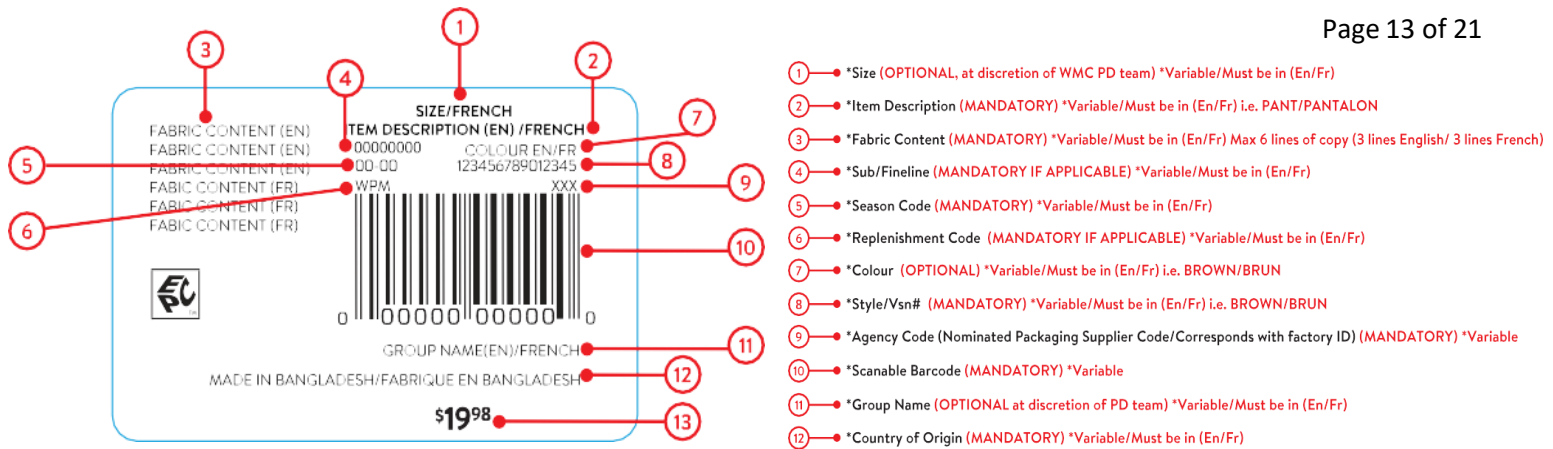 Page 13 of 21
1
3
2
4
SIZE/FRENCH
7
FABRIC CONTENT (EN)
TEM DESCRIPTION (EN) /FRENCH
FABRIC CONTENT (EN)
00000000 COLOUR EN/FR
5
FABRIC CONTENT (EN)
00-00 123456789012345
8
FABIC CONTENT (FR)
WPM XXX
9
FABIC CONTENT (FR)
6
FABIC CONTENT (FR)
10
EPC
TM
0 00000 00000 0
GROUP NAME(EN)/FRENCH
11
MADE IN BANGLADESH/FABRIQUE EN BANGLADESH
12
$1998
13
1 *Size (OPTIONAL, at discretion of WMC PD team) *Variable/Must be in (En/Fr)
2 *Item Description (MANDATORY) *Variable/Must be in (En/Fr) i.e. PANT/PANTALON
3 *Fabric Content (MANDATORY) *Variable/Must be in (En/Fr) Max 6 lines of copy (3 lines English/ 3 lines French)
4 *Sub/Fineline (MANDATORY IF APPLICABLE) *Variable/Must be in (En/Fr)
5 *Season Code (MANDATORY) *Variable/Must be in (En/Fr)
6 *Replenishment Code (MANDATORY IF APPLICABLE) *Variable/Must be in (En/Fr)
7 *Colour (OPTIONAL) *Variable/Must be in (En/Fr) i.e. BROWN/BRUN
8 *Style/Vsn# (MANDATORY) *Variable/Must be in (En/Fr) i.e. BROWN/BRUN
9 *Agency Code (Nominated Packaging Supplier Code/Corresponds with factory ID) (MANDATORY) *Variable
10 *Scanable Barcode (MANDATORY) *Variable
11 *Group Name (OPTIONAL at discretion of PD team) *Variable/Must be in (En/Fr)
12 *Country of Origin (MANDATORY) *Variable/Must be in (En/Fr)